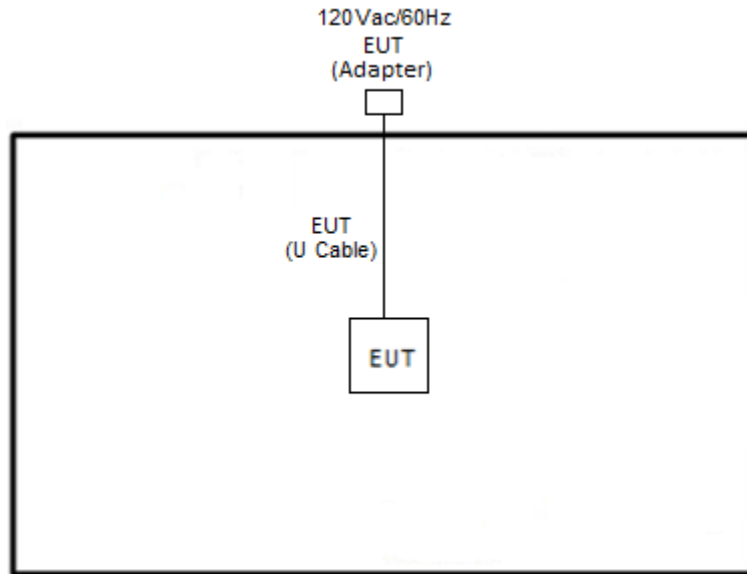 120Vac/60Hz
EUT
(Adapter)
EUT
(U Cable)
EUT